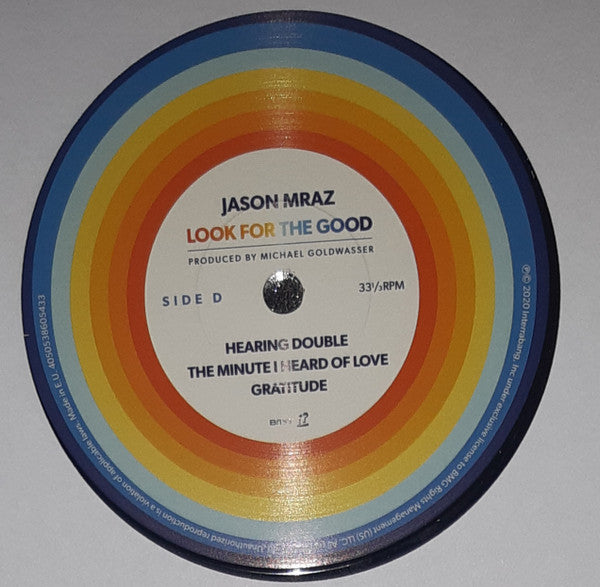 JASON MRAZ
LOOK FOR THE GOOD
PRODUCED BY MICHAEL GOLDWASSER
SIDE D
33⅓RPM
HEARING DOUBLE
THE MINUTE I HEARD OF LOVE
GRATITUDE
BMG i?
℗© 2020 Interrabang, Inc under exclusive license to BMG Rights Management (US) LLC. All
Unauthorized reproduction is a violation of applicable laws. Made in E.U. 4050538605433